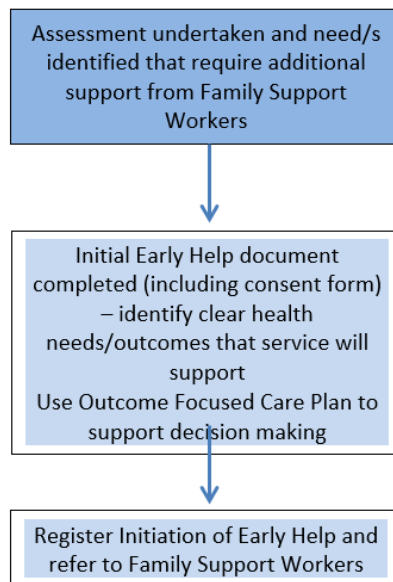 Assessment undertaken and need/s
identified that require additional
support from Family Support
Workers
Initial Early Help document
completed (including consent form)
– identify clear health
needs/outcomes that service will
support
Use Outcome Focused Care Plan to
support decision making
Register Initiation of Early Help and
refer to Family Support Workers